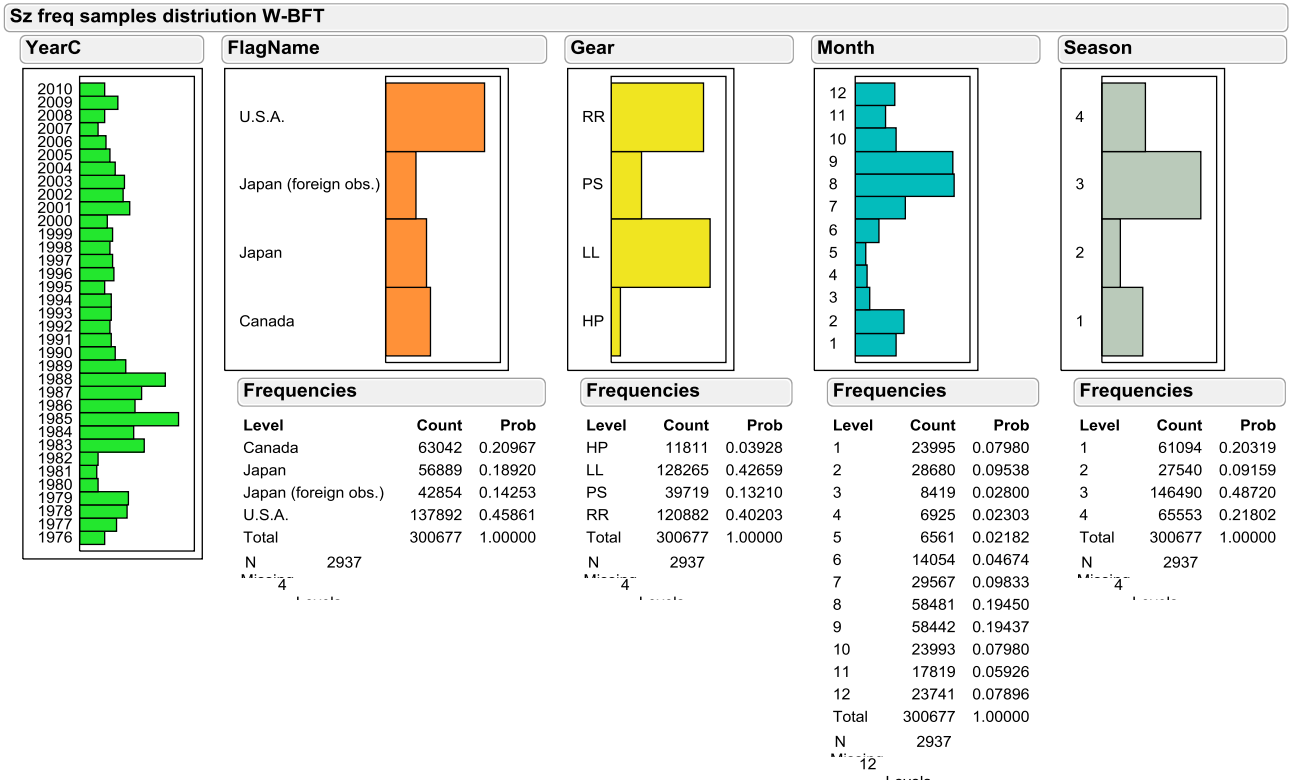 Sz freq samples distriution W-BFT
YearC
2010
2009
2008
2007
2006
2005
2004
2003
2002
2001
2000
1999
1998
1997
1996
1995
1994
1993
1992
1991
1990
1989
1988
1987
1986
1985
1984
1983
1982
1981
1980
1979
1978
1977
1976
FlagName
U.S.A.
Japan (foreign obs.)
Japan
Canada
Frequencies
Level Count Prob
Canada 63042 0.20967
Japan 56889 0.18920
Japan (foreign obs.) 42854 0.14253
U.S.A. 137892 0.45861
Total 300677 1.00000
N 2937
Missing
4
Levels
Gear
RR
PS
LL
HP
Frequencies
Level Count Prob
HP 11811 0.03928
LL 128265 0.42659
PS 39719 0.13210
RR 120882 0.40203
Total 300677 1.00000
N 2937
Missing
4
Levels
Month
12
11
10
9
8
7
6
5
4
3
2
1
Frequencies
Level Count Prob
1 23995 0.07980
2 28680 0.09538
3 8419 0.02800
4 6925 0.02303
5 6561 0.02182
6 14054 0.04674
7 29567 0.09833
8 58481 0.19450
9 58442 0.19437
10 23993 0.07980
11 17819 0.05926
12 23741 0.07896
Total 300677 1.00000
N 2937
Missing
12
Levels
Season
4
3
2
1
Frequencies
Level Count Prob
1 61094 0.20319
2 27540 0.09159
3 146490 0.48720
4 65553 0.21802
Total 300677 1.00000
N 2937
Missing
4
Levels